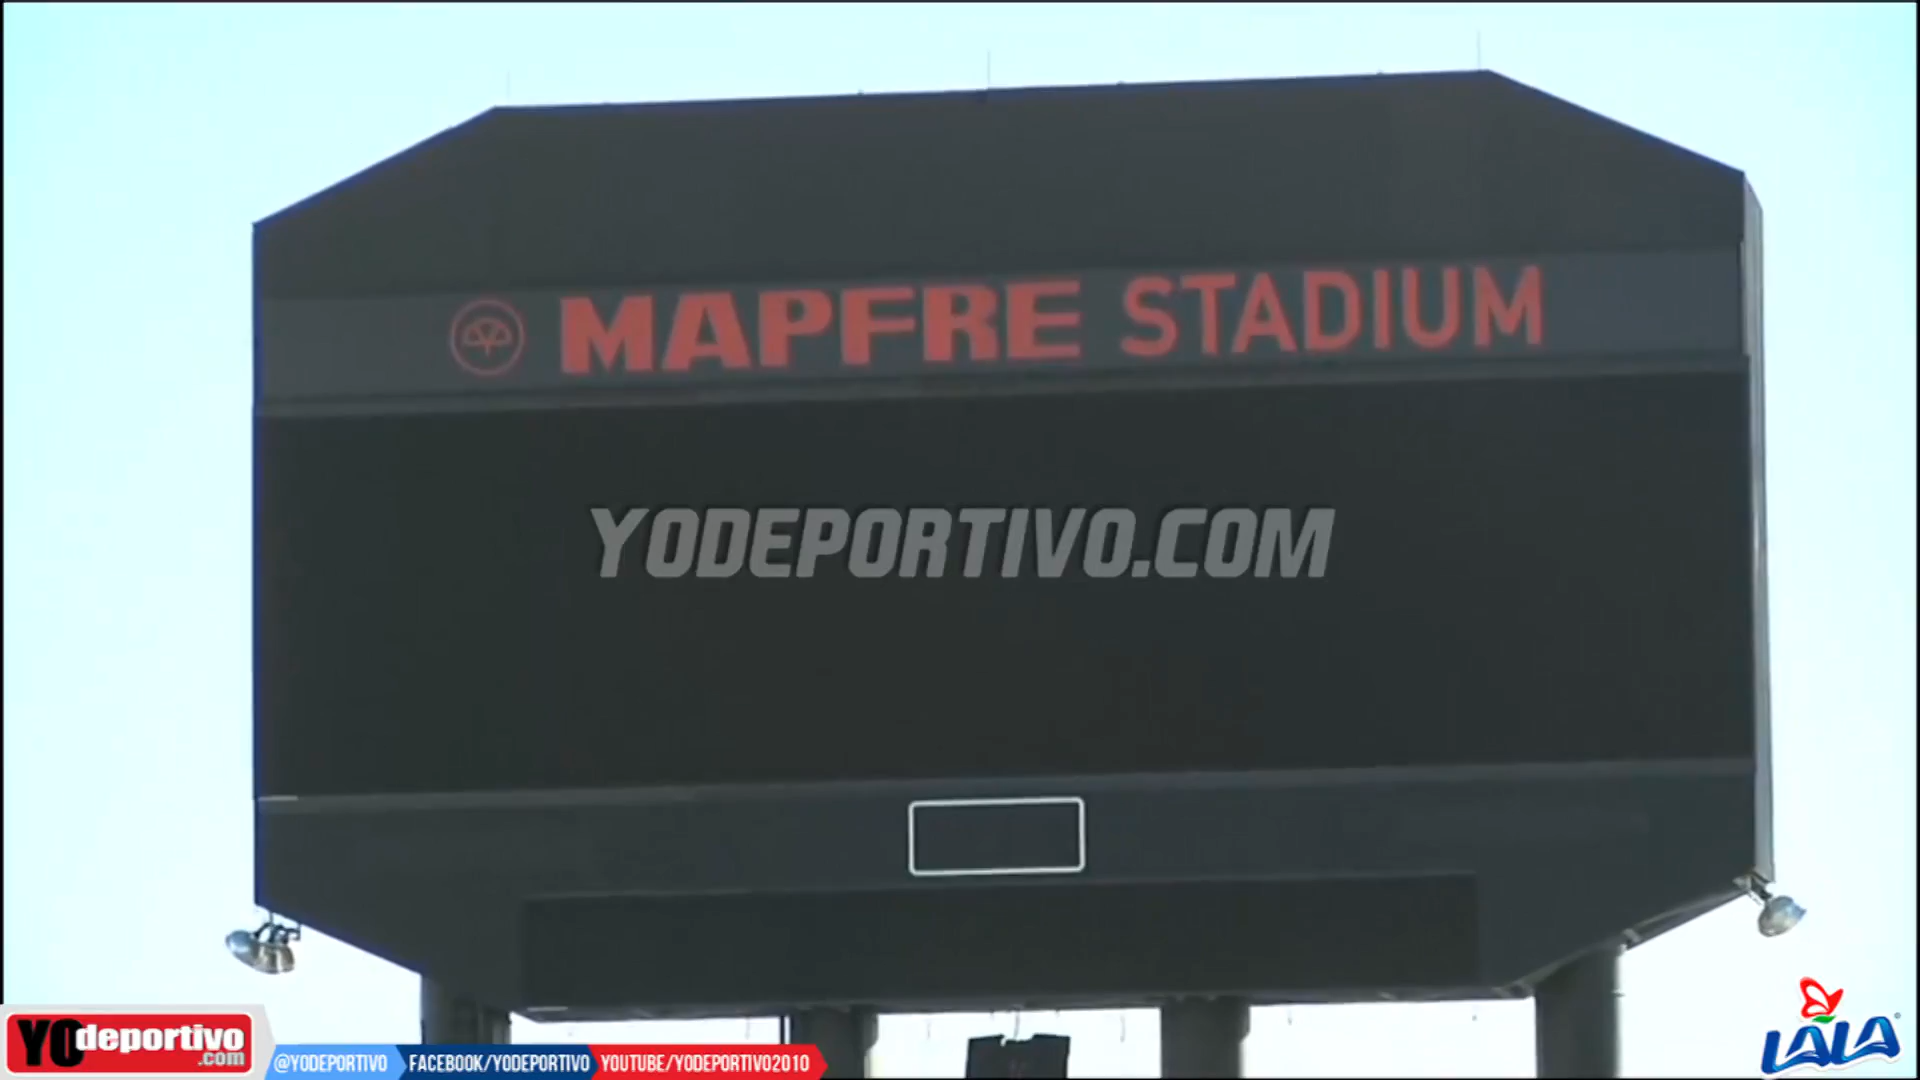 MAPFRE STADIUM
YODEPORTIVO.COM
YOdeportivo
.com
@YODEPORTIVO FACEBOOK/YODEPORTIVO YOUTUBE/YODEPORTIVO2010
LALA